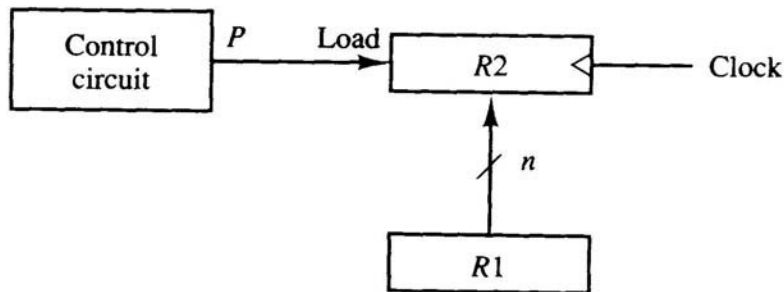 Control
circuit
P
Load
R2
Clock
n
R1